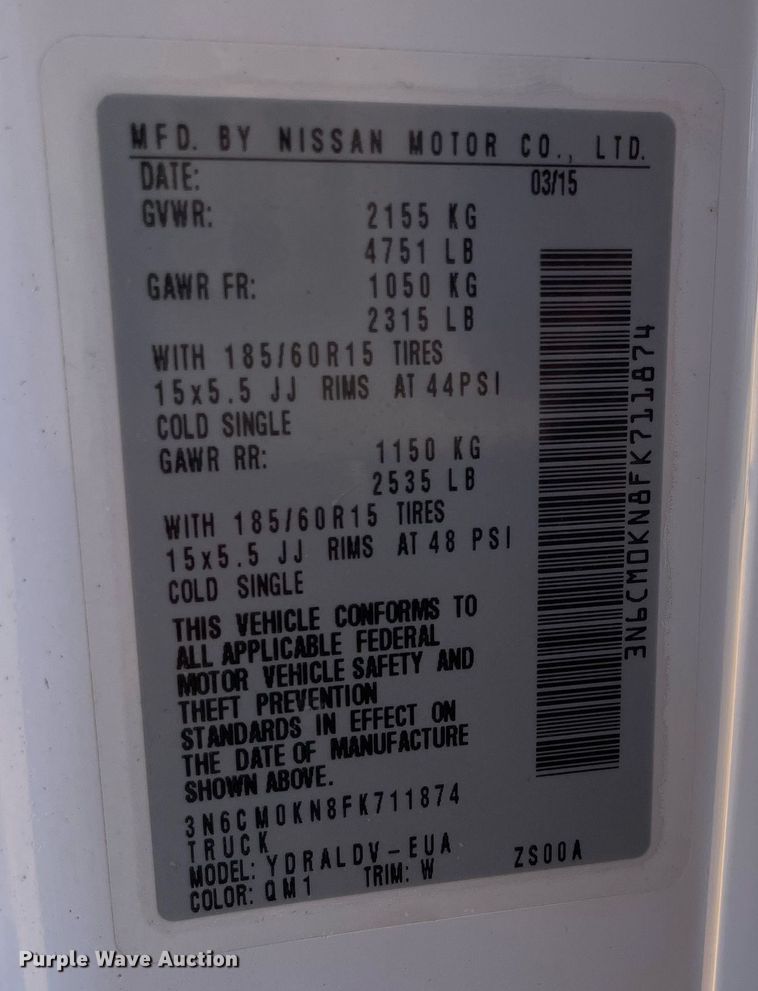 MFD. BY NISSAN MOTOR CO., LTD.
DATE: 03/15
GVWR: 2155 KG
4751 LB
GAWR FR: 1050 KG
2315 LB
WITH 185/60R15 TIRES
15x5.5 JJ RIMS AT 44PSI
COLD SINGLE
GAWR RR: 1150 KG
2535 LB
WITH 185/60R15 TIRES
15x5.5 JJ RIMS AT 48 PSI
COLD SINGLE
THIS VEHICLE CONFORMS TO
ALL APPLICABLE FEDERAL
MOTOR VEHICLE SAFETY AND
THEFT PREVENTION
STANDARDS IN EFFECT ON
THE DATE OF MANUFACTURE
SHOWN ABOVE.
3N6CM0KN8FK711874
TRUCK
MODEL: YDRALDV-EUA ZS00A
COLOR: QM1 TRIM: W
3N6CM0KN8FK711874
Purple Wave Auction